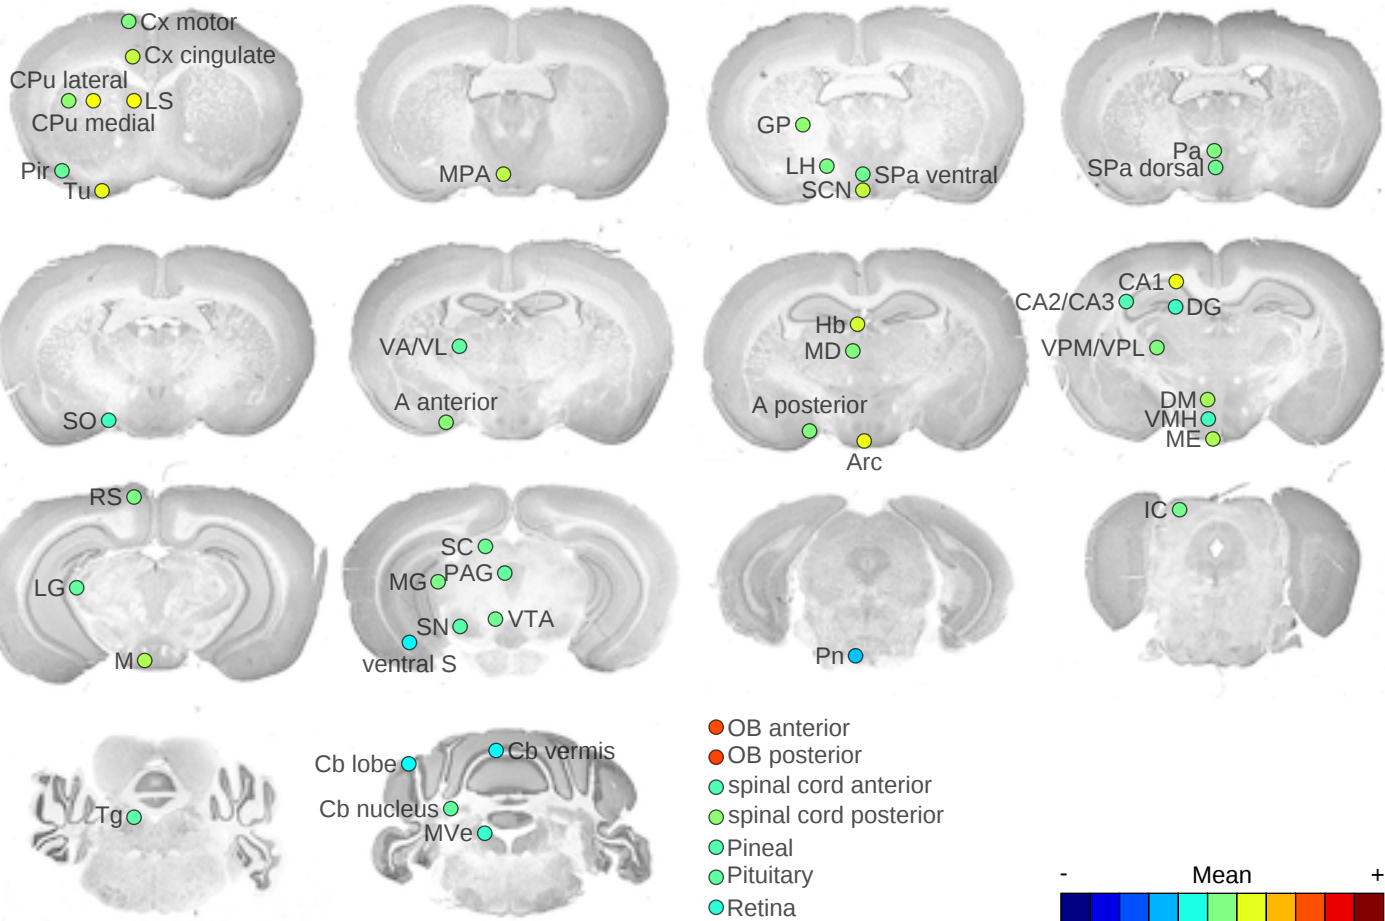 Cx motor
Cx cingulate
CPu lateral
LS
CPu medial
Pir
Tu
MPA
GP
LH
SPa ventral
SCN
Pa
SPa dorsal
SO
VA/VL
A anterior
Hb
MD
A posterior
Arc
CA1
CA2/CA3
DG
VPM/VPL
DM
VMH
ME
RS
LG
M
SC
PAG
MG
SN
VTA
ventral S
Pn
IC
Tg
Cb lobe
Cb vermis
Cb nucleus
MVe
OB anterior
OB posterior
spinal cord anterior
spinal cord posterior
Pineal
Pituitary
Retina
- Mean +